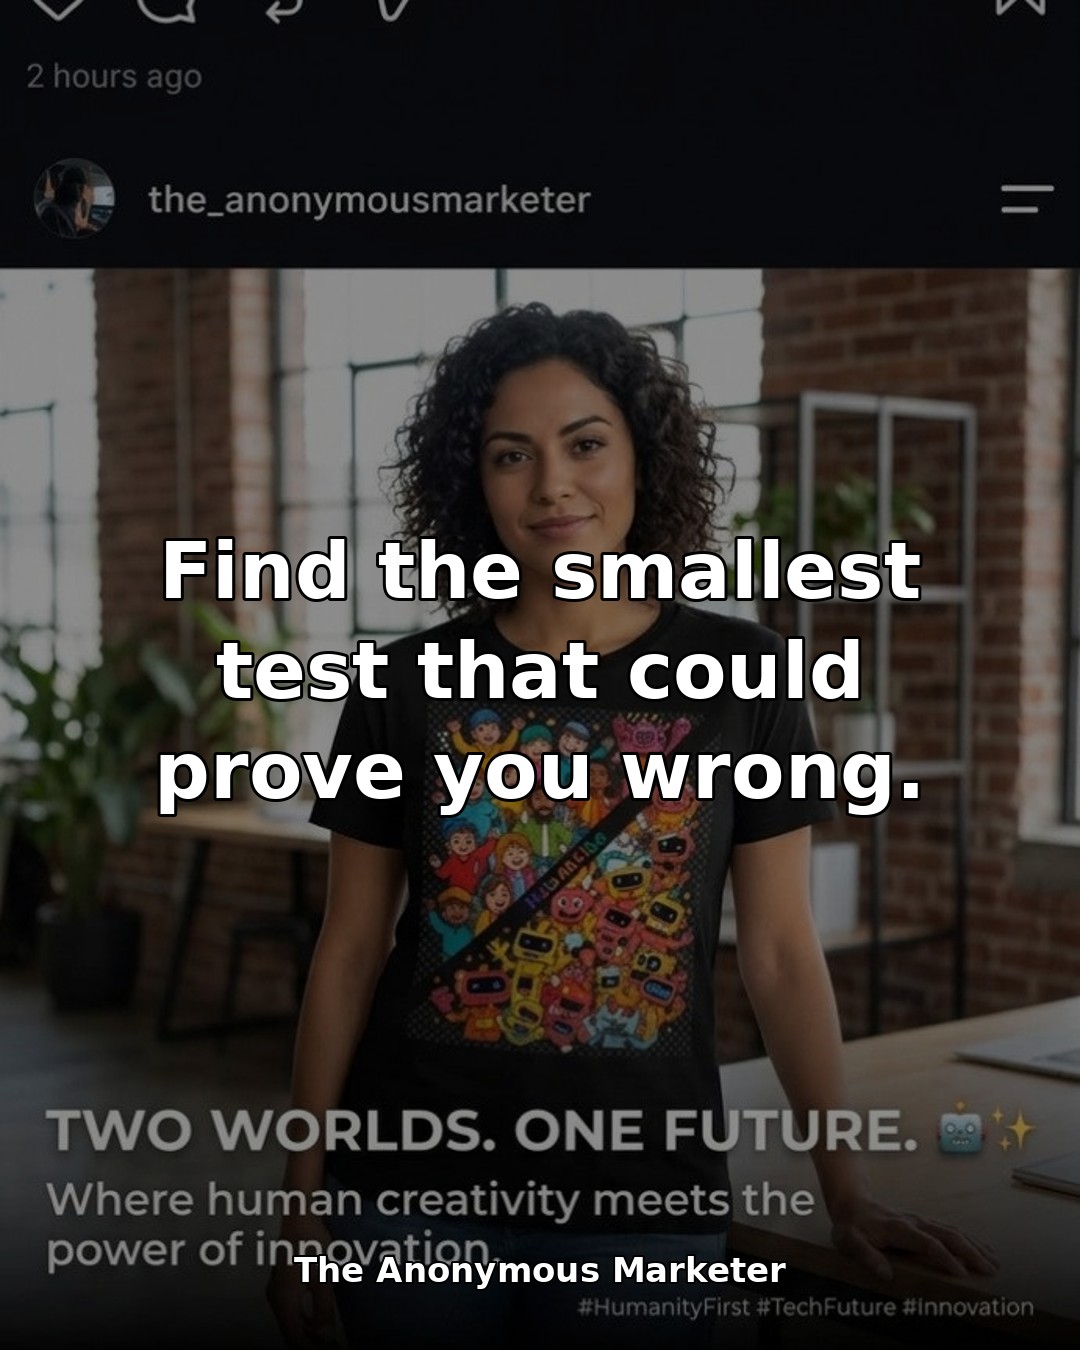 2 hours ago
the_anonymousmarketer
Find the smallest
test that could
prove you wrong.
TWO WORLDS. ONE FUTURE. 🤖✨
Where human creativity meets the
power of innovation.
The Anonymous Marketer
#HumanityFirst #TechFuture #Innovation